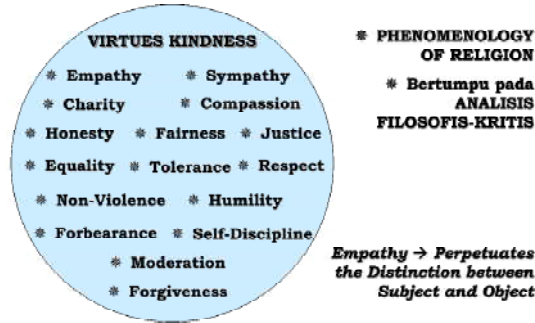 VIRTUES KINDNESS
✵ Empathy ✵ Sympathy
✵ Charity ✵ Compassion
✵ Honesty ✵ Fairness ✵ Justice
✵ Equality ✵ Tolerance ✵ Respect
✵ Non-Violence ✵ Humility
✵ Forbearance ✵ Self-Discipline
✵ Moderation
✵ Forgiveness
✵ PHENOMENOLOGY
OF RELIGION
✵ Bertumpu pada
ANALISIS
FILOSOFIS-KRITIS
Empathy → Perpetuates
the Distinction between
Subject and Object